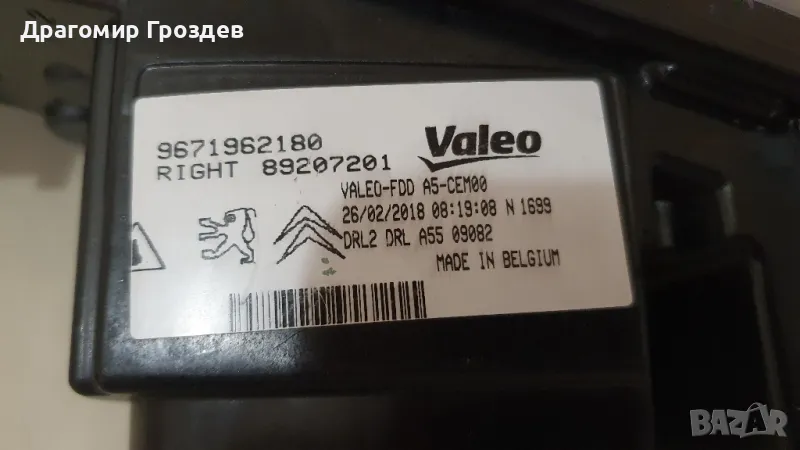 Драгомир Гроздев
9671962180
RIGHT 89207201
Valeo
VALEO-FDD A5-CEM00
26/02/2018 08:19:08 N 1699
DRL2 DRL A55 09082
MADE IN BELGIUM
BAZAR